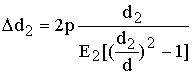 Δd₂ = 2p d₂ / E₂[(d₂/d)² - 1]